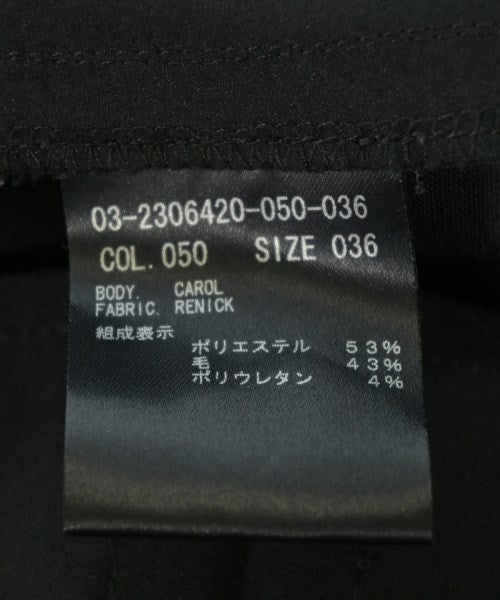 03-2306420-050-036
COL.050 SIZE 036
BODY. CAROL
FABRIC. RENICK
組成表示
ポリエステル 53%
毛 43%
ポリウレタン 4%